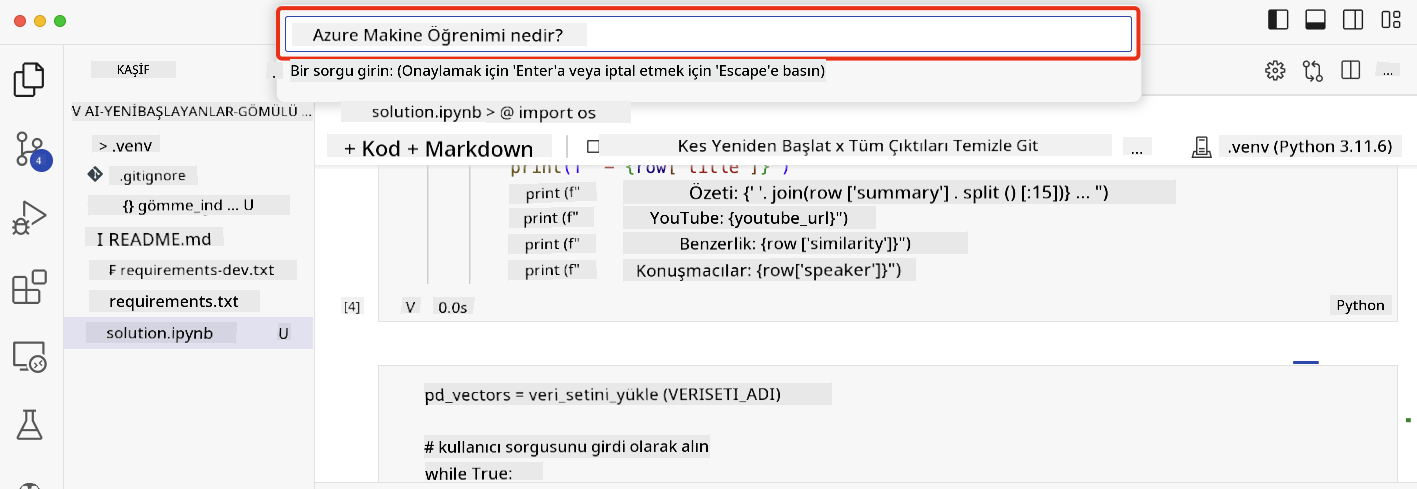 Azure Makine Öğrenimi nedir?
Bir sorgu girin: (Onaylamak için 'Enter'a veya iptal etmek için 'Escape'e basın)
KAŞİF
...
V AI-YENİBAŞLAYANLAR-GÖMÜLÜ ...
> .venv
.gitignore
{} gömme_ind ... U
I README.md
F requirements-dev.txt
requirements.txt
solution.ipynb U
4
solution.ipynb > @ import os
+ Kod + Markdown
Kes Yeniden Başlat x Tüm Çıktıları Temizle Git
...
.venv (Python 3.11.6)
print(f" = {row['title']}")
print (f" Özeti: {' '. join(row ['summary'] . split () [:15])} ... ")
print (f" YouTube: {youtube_url}")
print (f" Benzerlik: {row ['similarity']}")
print (f" Konuşmacılar: {row['speaker']}")
[4] V 0.0s
Python
pd_vectors = veri_setini_yükle (VERISETI_ADI)
# kullanıcı sorgusunu girdi olarak alın
while True: